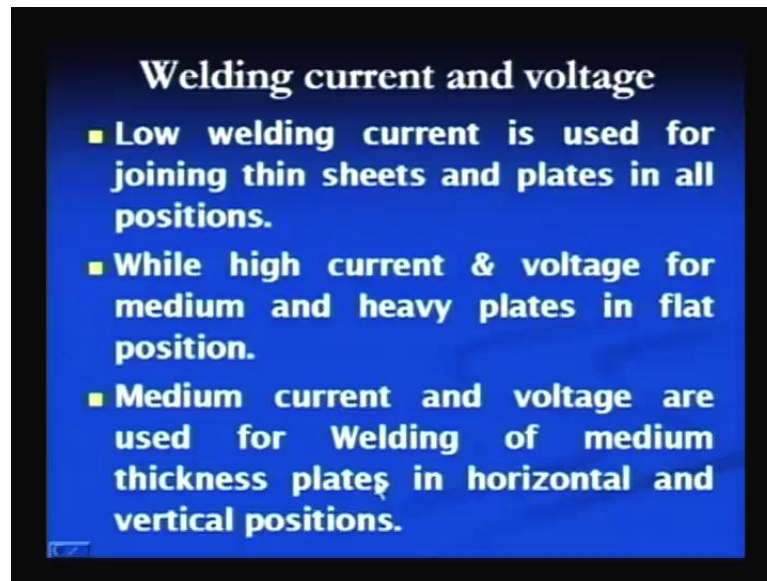 Welding current and voltage
Low welding current is used for
joining thin sheets and plates in all
positions.
While high current & voltage for
medium and heavy plates in flat
position.
Medium current and voltage are
used for Welding of medium
thickness plates in horizontal and
vertical positions.